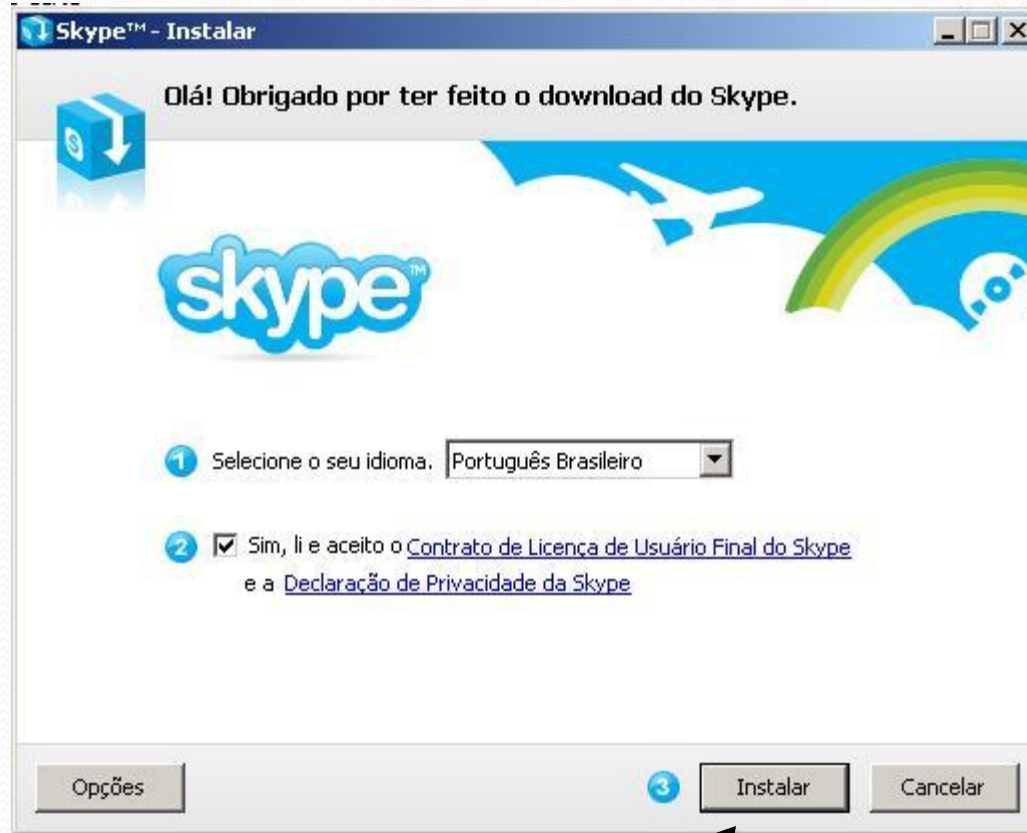 Skype™ - Instalar
Olá! Obrigado por ter feito o download do Skype.
S
skype™
1 Selecione o seu idioma. Português Brasileiro
2 Sim, li e aceito o Contrato de Licença de Usuário Final do Skype
e a Declaração de Privacidade da Skype
Opções 3 Instalar Cancelar